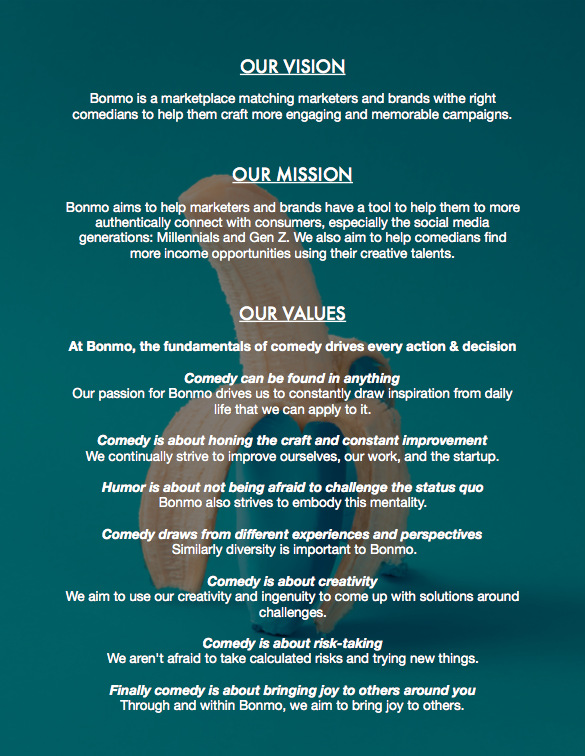 OUR VISION
Bonmo is a marketplace matching marketers and brands withe right
comedians to help them craft more engaging and memorable campaigns.
OUR MISSION
Bonmo aims to help marketers and brands have a tool to help them to more
authentically connect with consumers, especially the social media
generations: Millennials and Gen Z. We also aim to help comedians find
more income opportunities using their creative talents.
OUR VALUES
At Bonmo, the fundamentals of comedy drives every action & decision
Comedy can be found in anything
Our passion for Bonmo drives us to constantly draw inspiration from daily
life that we can apply to it.
Comedy is about honing the craft and constant improvement
We continually strive to improve ourselves, our work, and the startup.
Humor is about not being afraid to challenge the status quo
Bonmo also strives to embody this mentality.
Comedy draws from different experiences and perspectives
Similarly diversity is important to Bonmo.
Comedy is about creativity
We aim to use our creativity and ingenuity to come up with solutions around
challenges.
Comedy is about risk-taking
We aren't afraid to take calculated risks and trying new things.
Finally comedy is about bringing joy to others around you
Through and within Bonmo, we aim to bring joy to others.